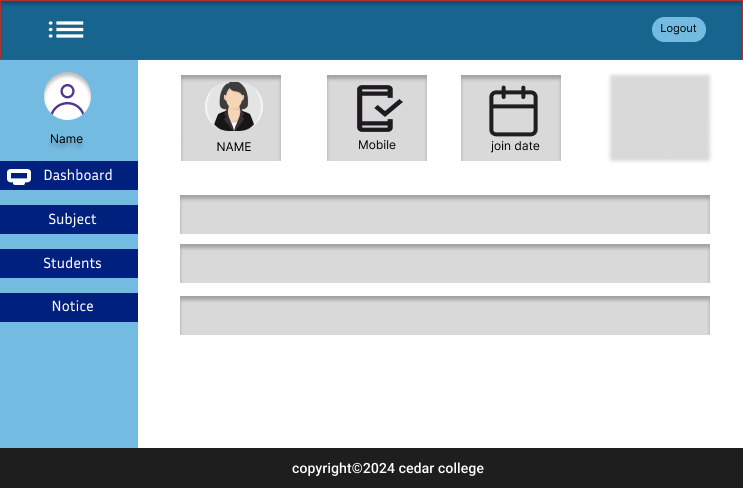 Logout
Name
Dashboard
Subject
Students
Notice
NAME
Mobile
join date
copyright©2024 cedar college